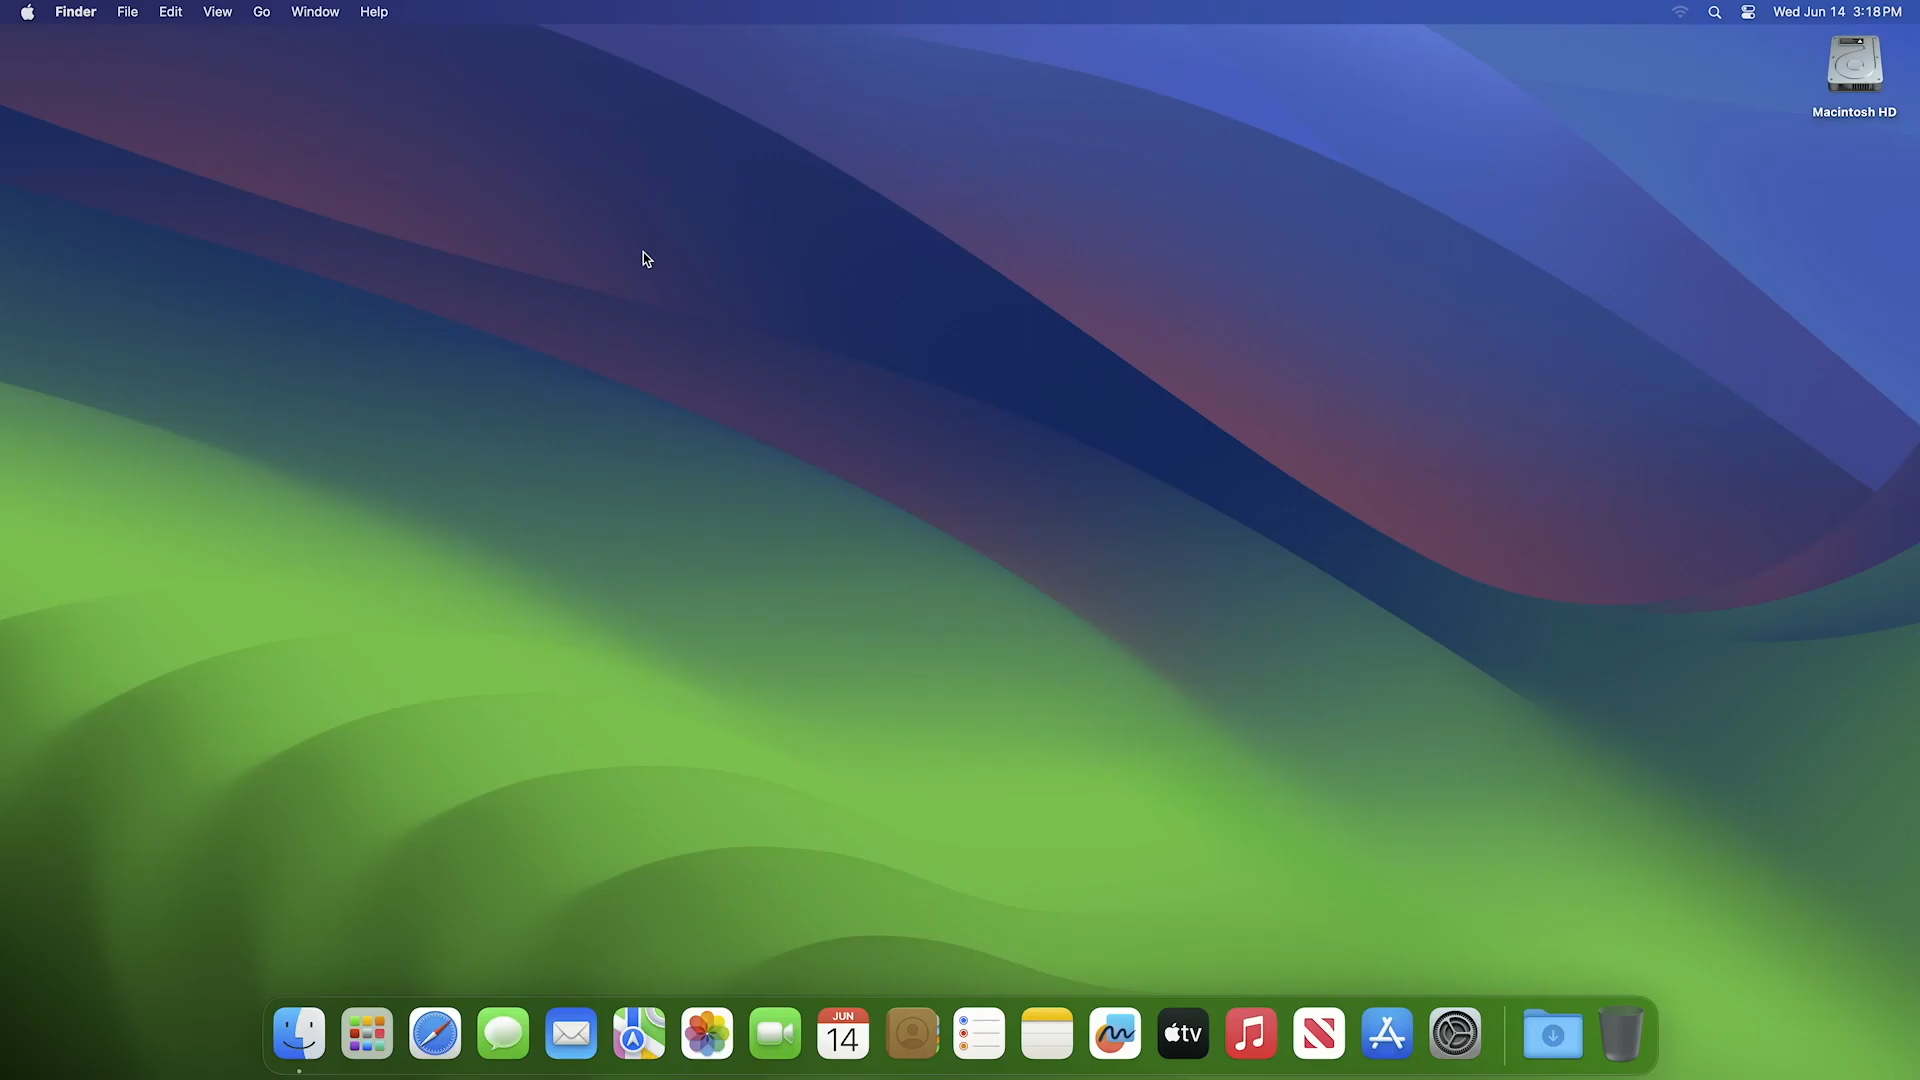 Finder File Edit View Go Window Help
Wed Jun 14 3:18 PM
Macintosh HD
JUN
14
tv